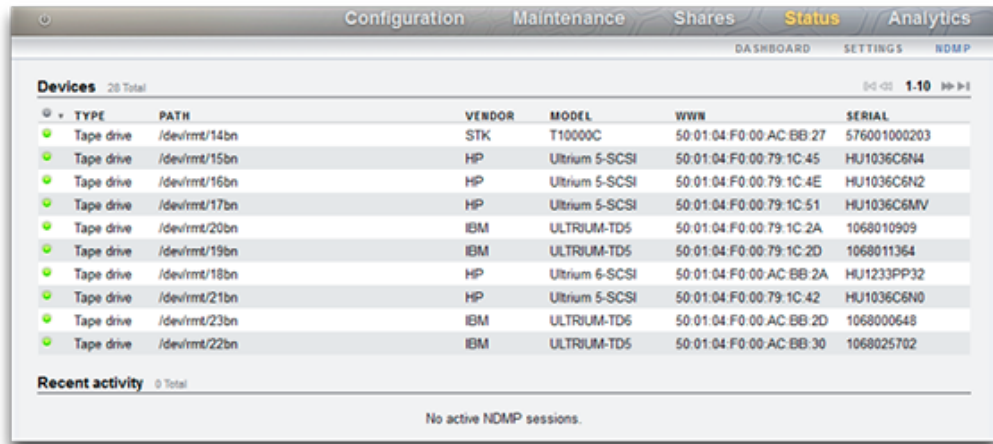 Configuration Maintenance Shares Status Analytics
DASHBOARD SETTINGS NDMP
Devices 28 Total 1-10
TYPE PATH VENDOR MODEL WWN SERIAL
Tape drive /dev/rmt/14bn STK T10000C 50:01:04:F0:00:AC:BB:27 576001000203
Tape drive /dev/rmt/15bn HP Ultrium 5-SCSI 50:01:04:F0:00:79:1C:45 HU1036C6N4
Tape drive /dev/rmt/16bn HP Ultrium 5-SCSI 50:01:04:F0:00:79:1C:4E HU1036C6N2
Tape drive /dev/rmt/17bn HP Ultrium 5-SCSI 50:01:04:F0:00:79:1C:51 HU1036C6MV
Tape drive /dev/rmt/20bn IBM ULTRIUM-TD5 50:01:04:F0:00:79:1C:2A 1068010909
Tape drive /dev/rmt/19bn IBM ULTRIUM-TD5 50:01:04:F0:00:79:1C:2D 1068011364
Tape drive /dev/rmt/18bn HP Ultrium 6-SCSI 50:01:04:F0:00:AC:BB:2A HU1233PP32
Tape drive /dev/rmt/21bn HP Ultrium 5-SCSI 50:01:04:F0:00:79:1C:42 HU1036C6N0
Tape drive /dev/rmt/23bn IBM ULTRIUM-TD6 50:01:04:F0:00:AC:BB:2D 1068000648
Tape drive /dev/rmt/22bn IBM ULTRIUM-TD5 50:01:04:F0:00:AC:BB:30 1068025702
Recent activity 0 Total
No active NDMP sessions.